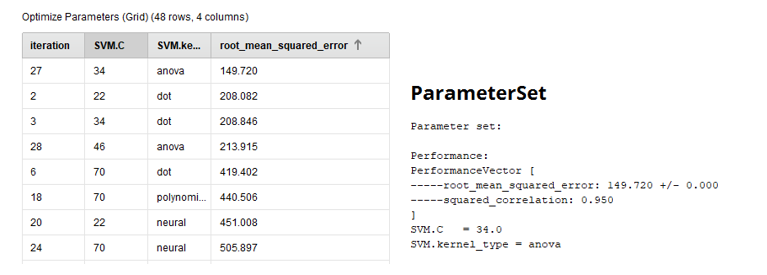 Optimize Parameters (Grid) (48 rows, 4 columns)
iteration SVM.C SVM.ke... root_mean_squared_error
27 34 anova 149.720
2 22 dot 208.082
3 34 dot 208.846
28 46 anova 213.915
6 70 dot 419.402
18 70 polynomi... 440.506
20 22 neural 451.008
24 70 neural 505.897
ParameterSet
Parameter set:
Performance:
PerformanceVector [
-----root_mean_squared_error: 149.720 +/- 0.000
-----squared_correlation: 0.950
]
SVM.C = 34.0
SVM.kernel_type = anova